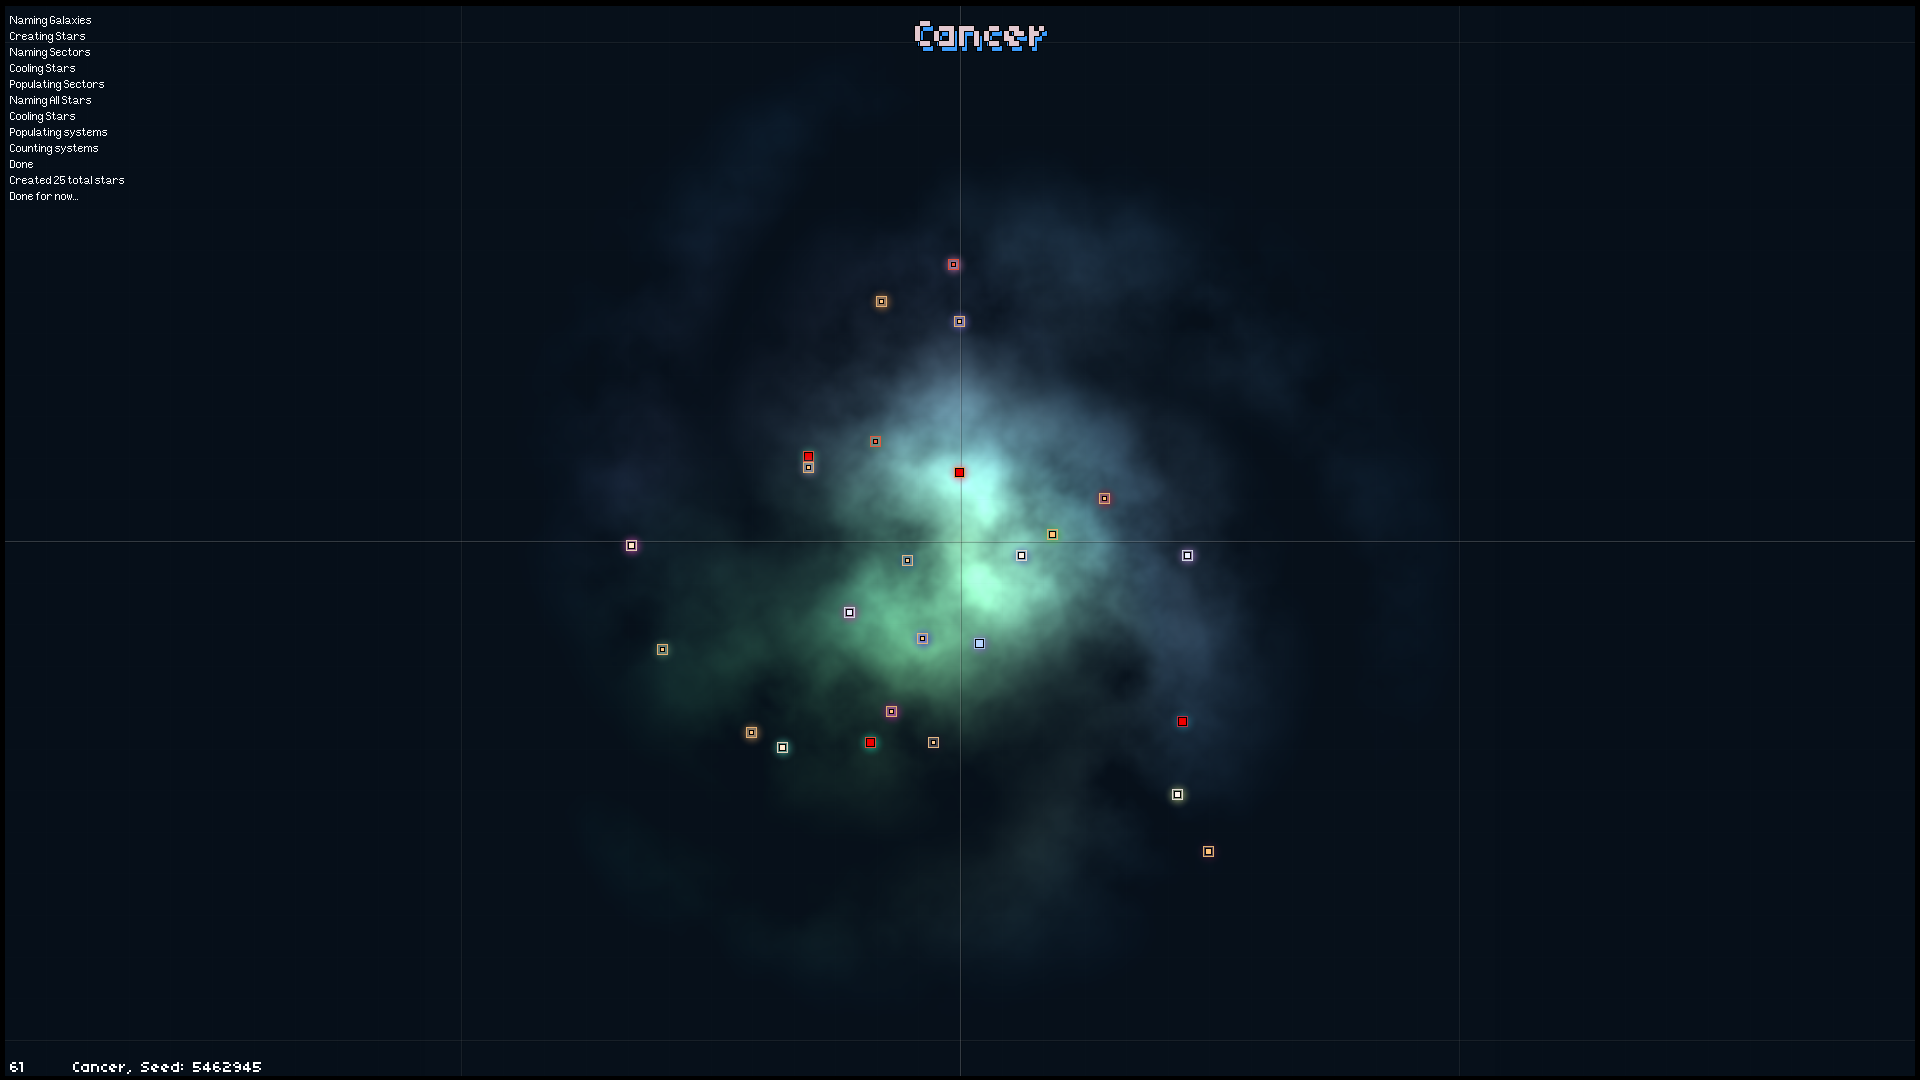 Cancer
Naming Galaxies
Creating Stars
Naming Sectors
Cooling Stars
Populating Sectors
Naming All Stars
Cooling Stars
Populating systems
Counting systems
Done
Created 25 total stars
Done for now...
61 Cancer, Seed: 5462945